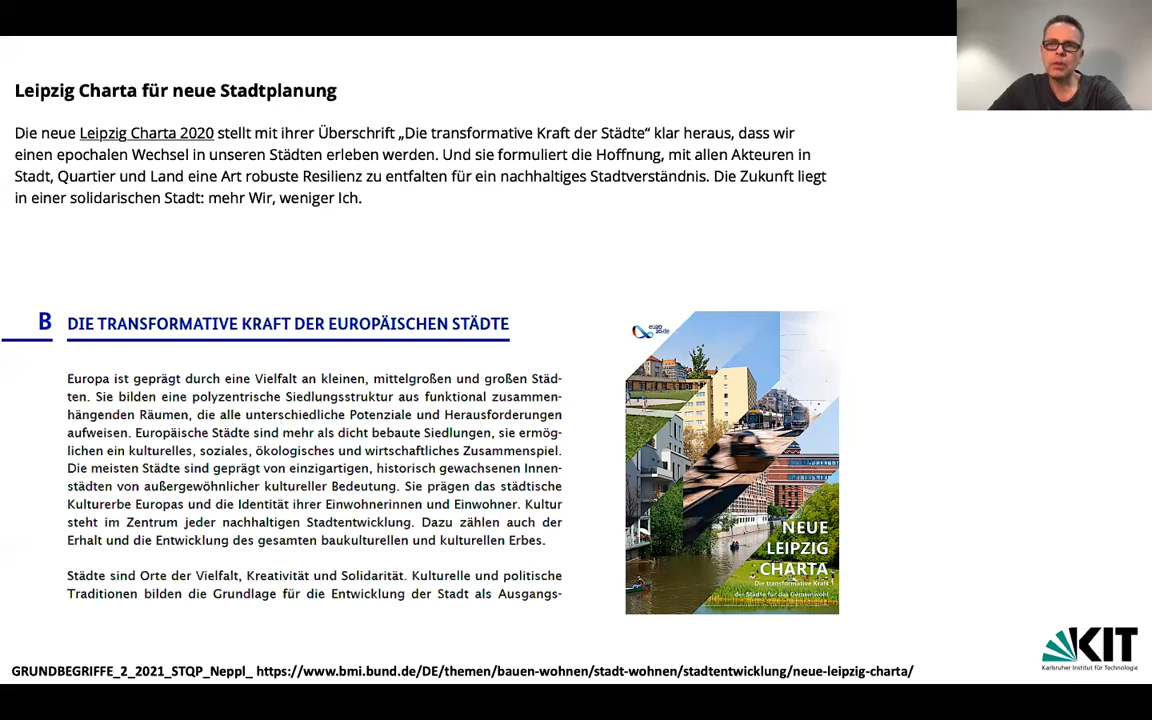 Leipzig Charta für neue Stadtplanung
Die neue Leipzig Charta 2020 stellt mit ihrer Überschrift „Die transformative Kraft der Städte“ klar heraus, dass wir
einen epochalen Wechsel in unseren Städten erleben werden. Und sie formuliert die Hoffnung, mit allen Akteuren in
Stadt, Quartier und Land eine Art robuste Resilienz zu entfalten für ein nachhaltiges Stadtverständnis. Die Zukunft liegt
in einer solidarischen Stadt: mehr Wir, weniger Ich.
B DIE TRANSFORMATIVE KRAFT DER EUROPÄISCHEN STÄDTE
Europa ist geprägt durch eine Vielfalt an kleinen, mittelgroßen und großen Städ-
ten. Sie bilden eine polyzentrische Siedlungsstruktur aus funktional zusammen-
hängenden Räumen, die alle unterschiedliche Potenziale und Herausforderungen
aufweisen. Europäische Städte sind mehr als dicht bebaute Siedlungen, sie ermög-
lichen ein kulturelles, soziales, ökologisches und wirtschaftliches Zusammenspiel.
Die meisten Städte sind geprägt von einzigartigen, historisch gewachsenen Innen-
städten von außergewöhnlicher kultureller Bedeutung. Sie prägen das städtische
Kulturerbe Europas und die Identität ihrer Einwohnerinnen und Einwohner. Kultur
steht im Zentrum jeder nachhaltigen Stadtentwicklung. Dazu zählen auch der
Erhalt und die Entwicklung des gesamten baukulturellen und kulturellen Erbes.
Städte sind Orte der Vielfalt, Kreativität und Solidarität. Kulturelle und politische
Traditionen bilden die Grundlage für die Entwicklung der Stadt als Ausgangs-
NEUE
LEIPZIG
CHARTA
Die transformative Kraft
der Städte für das Gemeinwohl
KIT
Karlsruher Institut für Technologie
GRUNDBEGRIFFE_2_2021_STQP_Neppl_ https://www.bmi.bund.de/DE/themen/bauen-wohnen/stadt-wohnen/stadtentwicklung/neue-leipzig-charta/